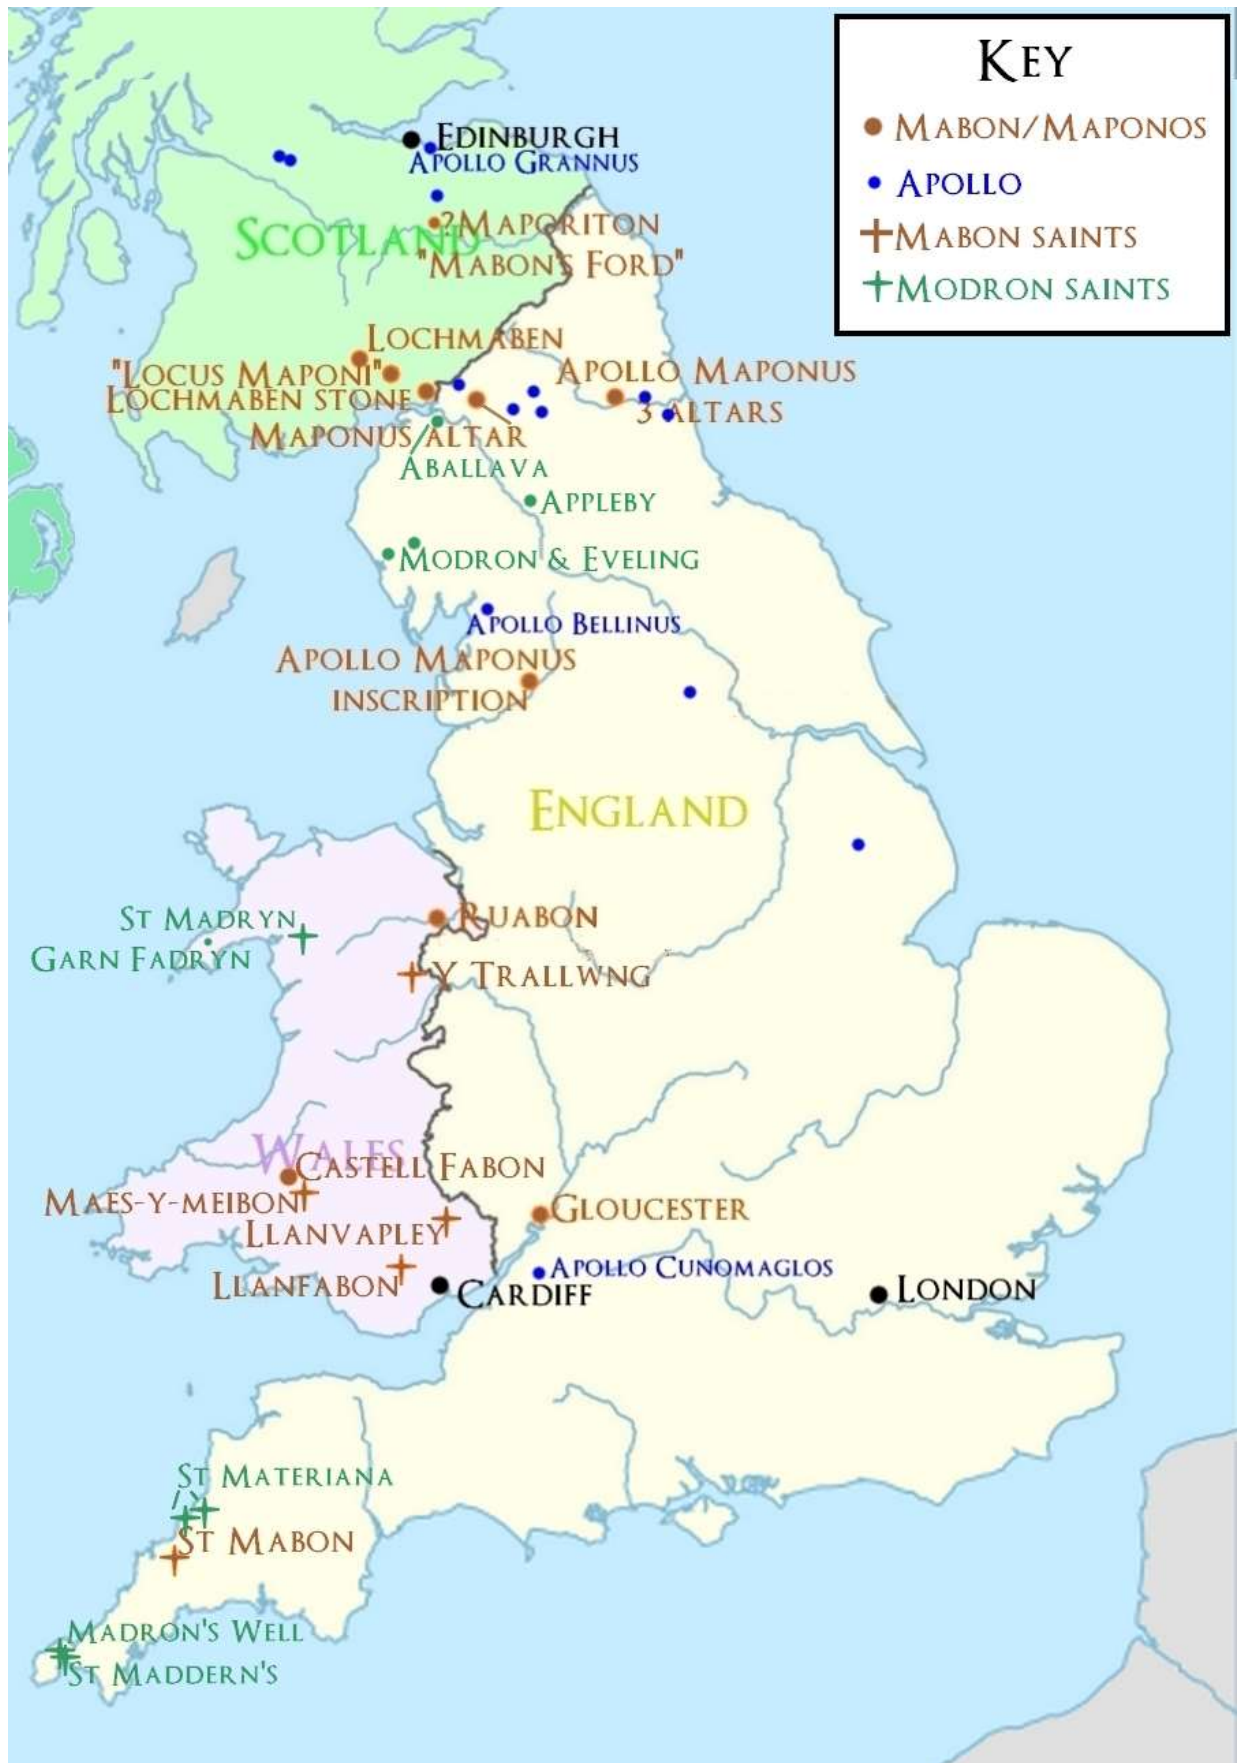 KEY
MABON/MAPONOS
APOLLO
MABON SAINTS
MODRON SAINTS
EDINBURGH
APOLLO GRANNUS
?MAPORITON
SCOTLAND
"MABON'S FORD"
LOCHMABEN
"LOCUS MAPONI"
APOLLO MAPONUS
LOCHMABEN STONE
3 ALTARS
MAPONUS ALTAR
ABALLAVA
APPLEBY
MODRON & EVELING
APOLLO BELLINUS
APOLLO MAPONUS
INSCRIPTION
ENGLAND
RUABON
ST MADRYN
GARN FADRYN
Y TRALLWNG
WALES
CASTELL FABON
MAES-Y-MEIBON
GLOUCESTER
LLANVAPLEY
APOLLO CUNOMAGLOS
LLANFABON
CARDIFF
LONDON
ST MATERIANA
ST MABON
MADRON'S WELL
ST MADDERN'S